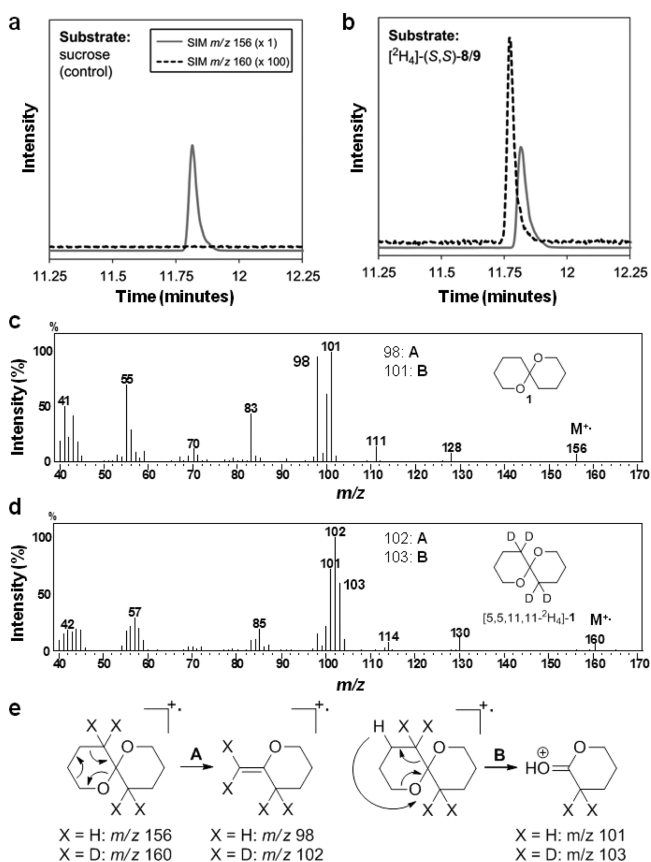 a
Substrate:
sucrose
(control)
SIM m/z 156 (x 1)
SIM m/z 160 (x 100)
Intensity
11.25 11.5 11.75 12 12.25
Time (minutes)
b
Substrate:
[²H₄]-(S,S)-8/9
Intensity
11.25 11.5 11.75 12 12.25
Time (minutes)
c
%
100
50
0
Intensity (%)
41
55
70
83
98
101
111
128
156
M⁺·
98: A
101: B
O
O
1
40 50 60 70 80 90 100 110 120 130 140 150 160 170
m/z
d
%
100
50
0
Intensity (%)
42
57
85
101
102
103
114
130
160
M⁺·
102: A
103: B
D D
O
O
D D
[5,5,11,11-²H₄]-1
40 50 60 70 80 90 100 110 120 130 140 150 160 170
m/z
e
X X
O
O
X X
+·
A
X
X
O
X X
+·
H X X
O
O
X X
+·
B
HO⊕
O
X X
X = H: m/z 156
X = D: m/z 160
X = H: m/z 98
X = D: m/z 102
X = H: m/z 101
X = D: m/z 103